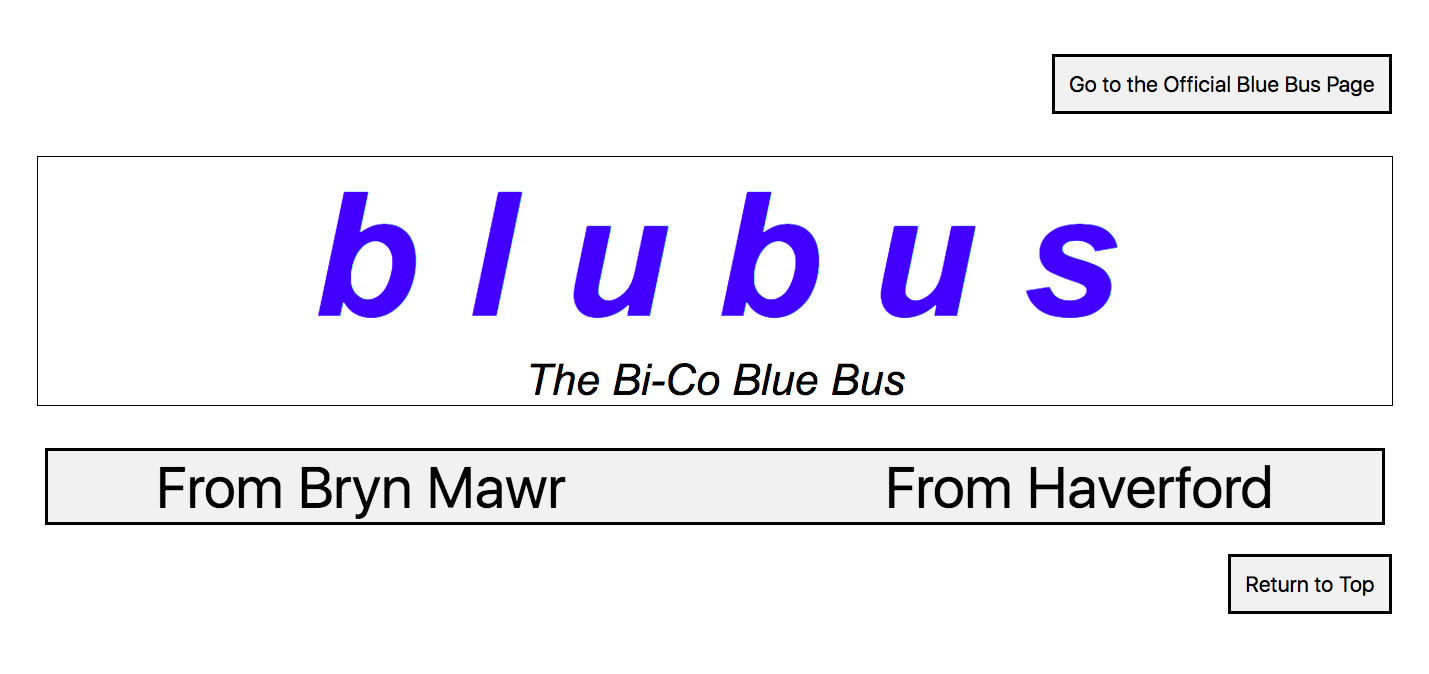 Go to the Official Blue Bus Page
b l u b u s
The Bi-Co Blue Bus
From Bryn Mawr From Haverford
Return to Top